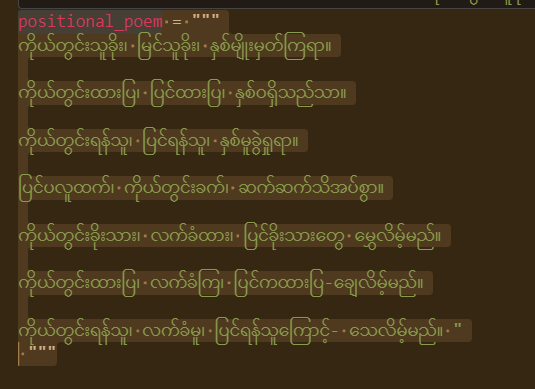 positional_poem = """
ကိုယ်တွင်းသူခိုး၊ မြင်သူခိုး၊ နှစ်မျိုးမှတ်ကြရာ။
ကိုယ်တွင်းထားပြ၊ ပြင်ထားပြ၊ နှစ်ဝရှိသည်သာ။
ကိုယ်တွင်းရန်သူ၊ ပြင်ရန်သူ၊ နှစ်မူခွဲရှုရာ။
ပြင်ပလူထက်၊ ကိုယ်တွင်းခက်၊ ဆက်ဆက်သိအပ်စွာ။
ကိုယ်တွင်းခိုးသား၊ လက်ခံထား၊ ပြင်ခိုးသားတွေ မွှေလိမ့်မည်။
ကိုယ်တွင်းထားပြ၊ လက်ခံကြ၊ ပြင်ကထားပြ-ချေလိမ့်မည်။
ကိုယ်တွင်းရန်သူ၊ လက်ခံမူ၊ ပြင်ရန်သူကြောင့်- သေလိမ့်မည်။ "
"""